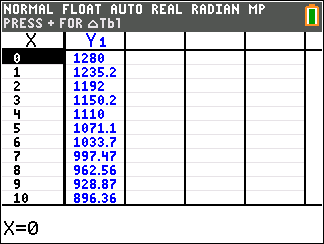 NORMAL FLOAT AUTO REAL RADIAN MP
PRESS + FOR △Tbl
X Y₁
0 1280
1 1235.2
2 1192
3 1150.2
4 1110
5 1071.1
6 1033.7
7 997.47
8 962.56
9 928.87
10 896.36
X=0